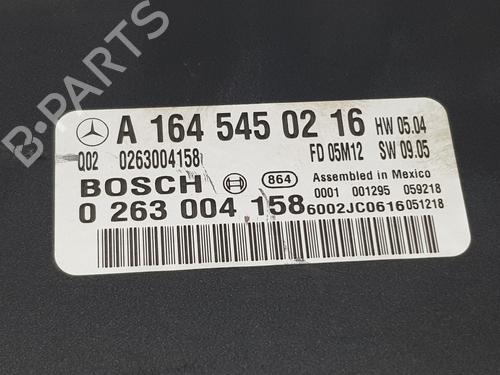 A 164 545 02 16 HW 05.04
Q02 0263004158 FD 05M12 SW 09.05
BOSCH 864 Assembled in Mexico
0001 001295 059218
0 263 004 158 6002JC0616 051218
B-PARTS